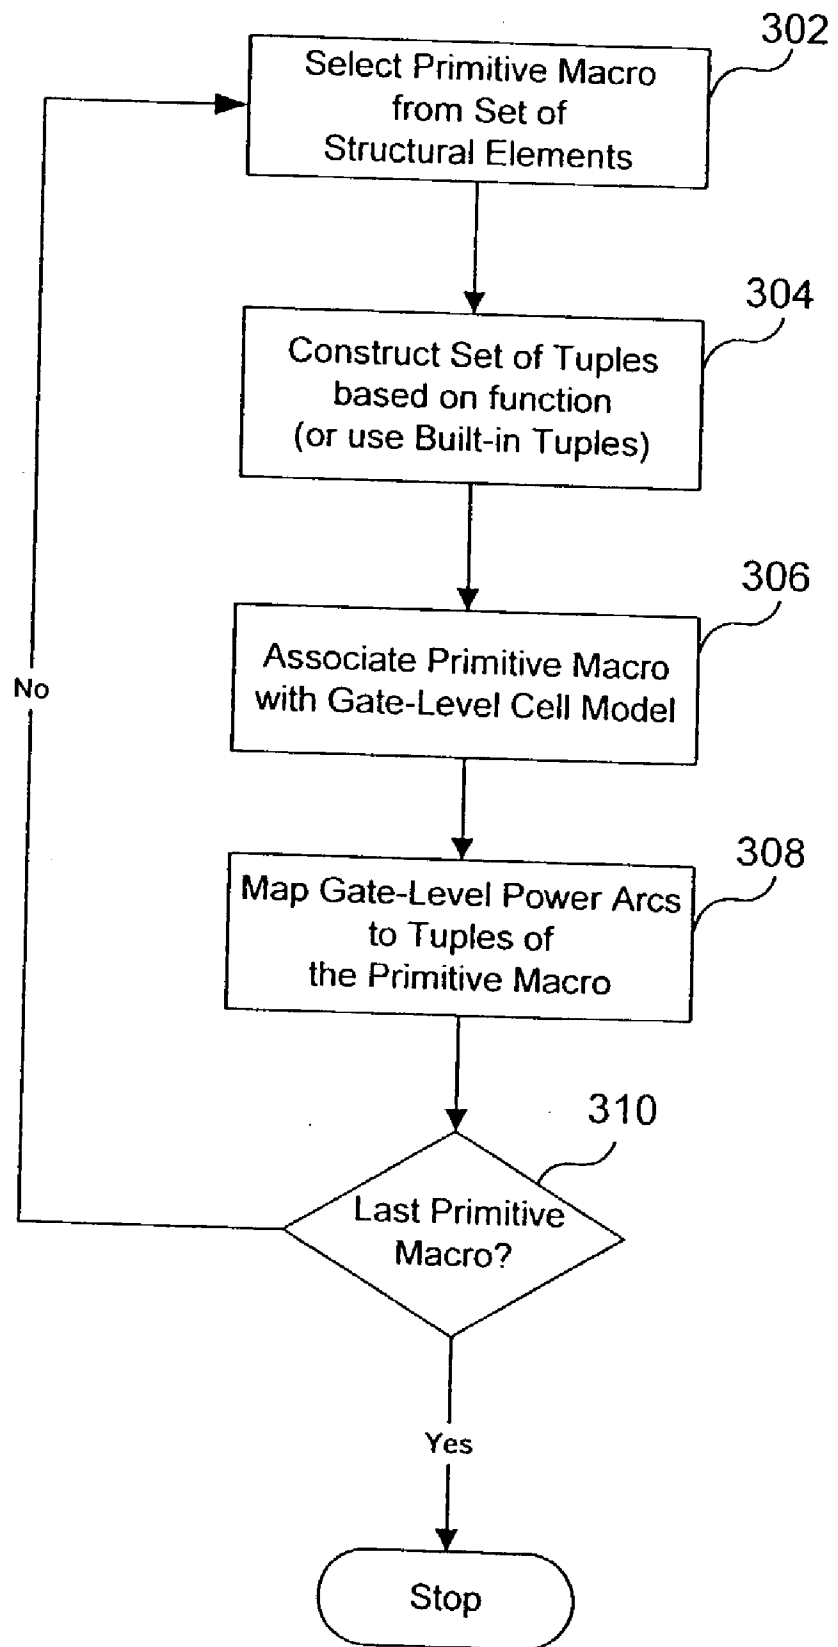 302
Select Primitive Macro
from Set of
Structural Elements
304
Construct Set of Tuples
based on function
(or use Built-in Tuples)
306
Associate Primitive Macro
with Gate-Level Cell Model
No
308
Map Gate-Level Power Arcs
to Tuples of
the Primitive Macro
310
Last Primitive
Macro?
Yes
Stop